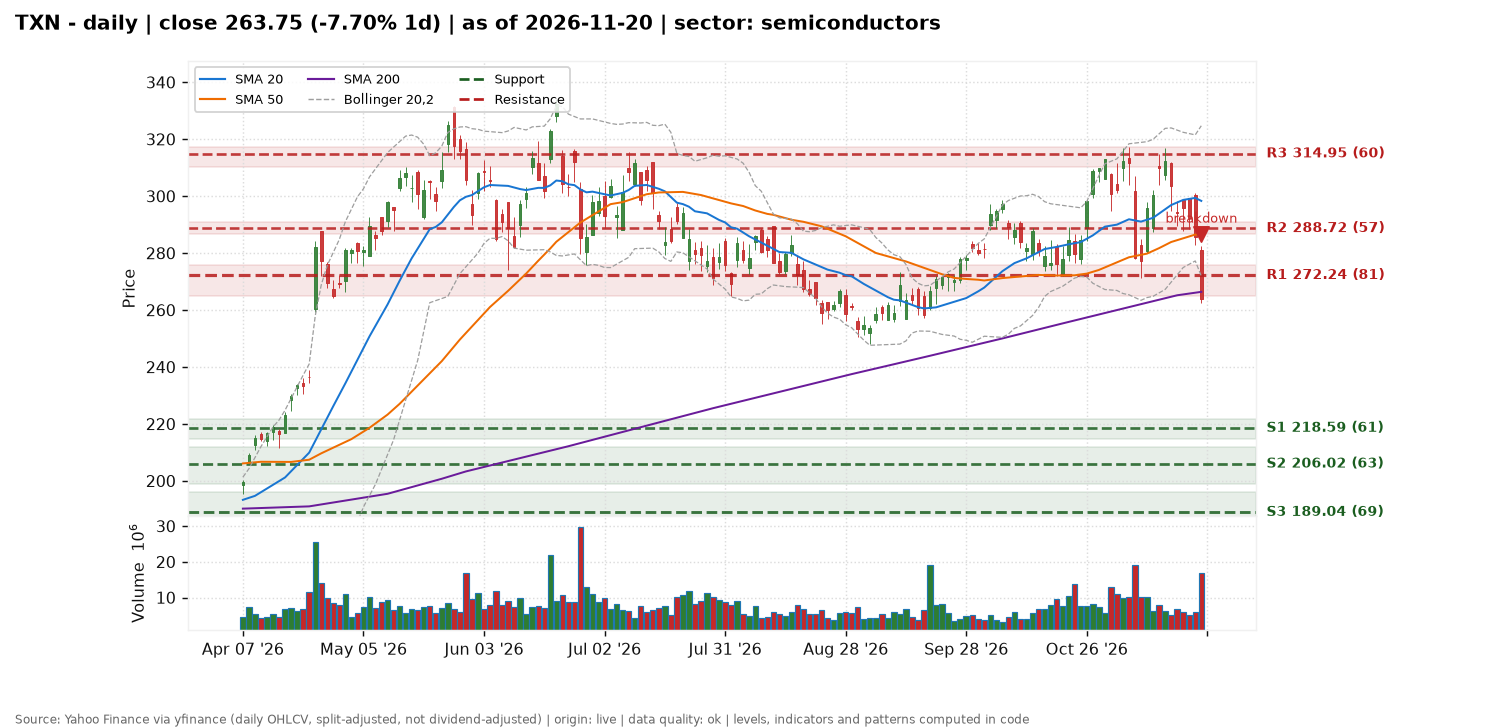 TXN - daily | close 263.75 (-7.70% 1d) | as of 2026-11-20 | sector: semiconductors
SMA 20
SMA 50
SMA 200
Bollinger 20,2
Support
Resistance
Price
340
320
300
280
260
240
220
200
R3 314.95 (60)
R2 288.72 (57)
R1 272.24 (81)
S1 218.59 (61)
S2 206.02 (63)
S3 189.04 (69)
breakdown
Volume 10^6
30
20
10
Apr 07 '26
May 05 '26
Jun 03 '26
Jul 02 '26
Jul 31 '26
Aug 28 '26
Sep 28 '26
Oct 26 '26
Source: Yahoo Finance via yfinance (daily OHLCV, split-adjusted, not dividend-adjusted) | origin: live | data quality: ok | levels, indicators and patterns computed in code